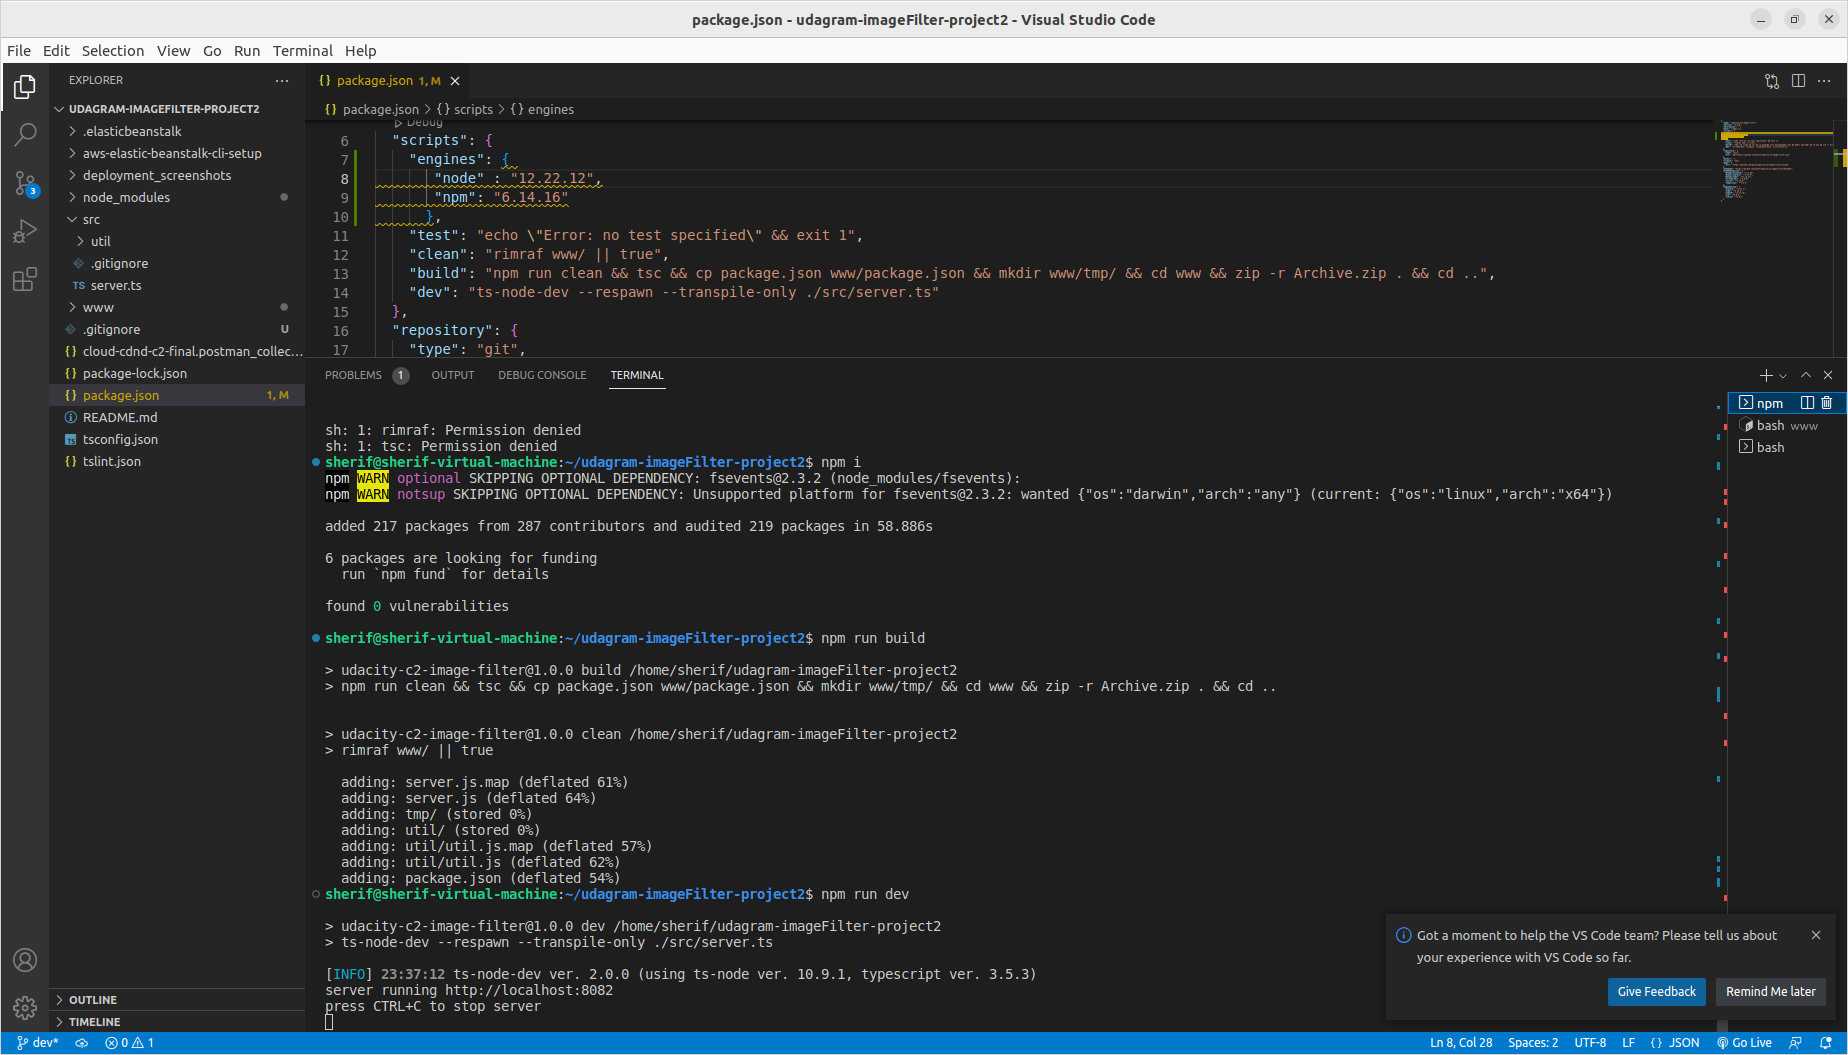 package.json - udagram-imageFilter-project2 - Visual Studio Code
File Edit Selection View Go Run Terminal Help
EXPLORER
UDAGRAM-IMAGEFILTER-PROJECT2
.elasticbeanstalk
aws-elastic-beanstalk-cli-setup
deployment_screenshots
node_modules
src
util
.gitignore
TS server.ts
www
.gitignore U
{} cloud-cdnd-c2-final.postman_collec...
{} package-lock.json
{} package.json 1, M
README.md
tsconfig.json
{} tslint.json
OUTLINE
TIMELINE
3
{} package.json 1, M
{} package.json > {} scripts > {} engines
Debug
6 "scripts": {
7 "engines": {
8 "node" : "12.22.12",
9 "npm": "6.14.16"
10 },
11 "test": "echo \"Error: no test specified\" && exit 1",
12 "clean": "rimraf www/ || true",
13 "build": "npm run clean && tsc && cp package.json www/package.json && mkdir www/tmp/ && cd www && zip -r Archive.zip . && cd ..",
14 "dev": "ts-node-dev --respawn --transpile-only ./src/server.ts"
15 },
16 "repository": {
17 "type": "git",
PROBLEMS 1 OUTPUT DEBUG CONSOLE TERMINAL
sh: 1: rimraf: Permission denied
sh: 1: tsc: Permission denied
sherif@sherif-virtual-machine:~/udagram-imageFilter-project2$ npm i
npm WARN optional SKIPPING OPTIONAL DEPENDENCY: fsevents@2.3.2 (node_modules/fsevents):
npm WARN notsup SKIPPING OPTIONAL DEPENDENCY: Unsupported platform for fsevents@2.3.2: wanted {"os":"darwin","arch":"any"} (current: {"os":"linux","arch":"x64"})
added 217 packages from 287 contributors and audited 219 packages in 58.886s
6 packages are looking for funding
run `npm fund` for details
found 0 vulnerabilities
sherif@sherif-virtual-machine:~/udagram-imageFilter-project2$ npm run build
> udacity-c2-image-filter@1.0.0 build /home/sherif/udagram-imageFilter-project2
> npm run clean && tsc && cp package.json www/package.json && mkdir www/tmp/ && cd www && zip -r Archive.zip . && cd ..
> udacity-c2-image-filter@1.0.0 clean /home/sherif/udagram-imageFilter-project2
> rimraf www/ || true
adding: server.js.map (deflated 61%)
adding: server.js (deflated 64%)
adding: tmp/ (stored 0%)
adding: util/ (stored 0%)
adding: util/util.js.map (deflated 57%)
adding: util/util.js (deflated 62%)
adding: package.json (deflated 54%)
sherif@sherif-virtual-machine:~/udagram-imageFilter-project2$ npm run dev
> udacity-c2-image-filter@1.0.0 dev /home/sherif/udagram-imageFilter-project2
> ts-node-dev --respawn --transpile-only ./src/server.ts
[INFO] 23:37:12 ts-node-dev ver. 2.0.0 (using ts-node ver. 10.9.1, typescript ver. 3.5.3)
server running http://localhost:8082
press CTRL+C to stop server
npm
bash www
bash
Got a moment to help the VS Code team? Please tell us about
your experience with VS Code so far.
Give Feedback Remind Me later
dev* 0 1 Ln 8, Col 28 Spaces: 2 UTF-8 LF {} JSON Go Live